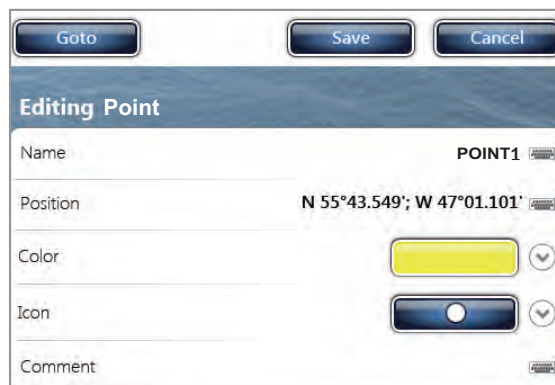 Goto Save Cancel
Editing Point
Name POINT1
Position N 55°43.549'; W 47°01.101'
Color
Icon
Comment